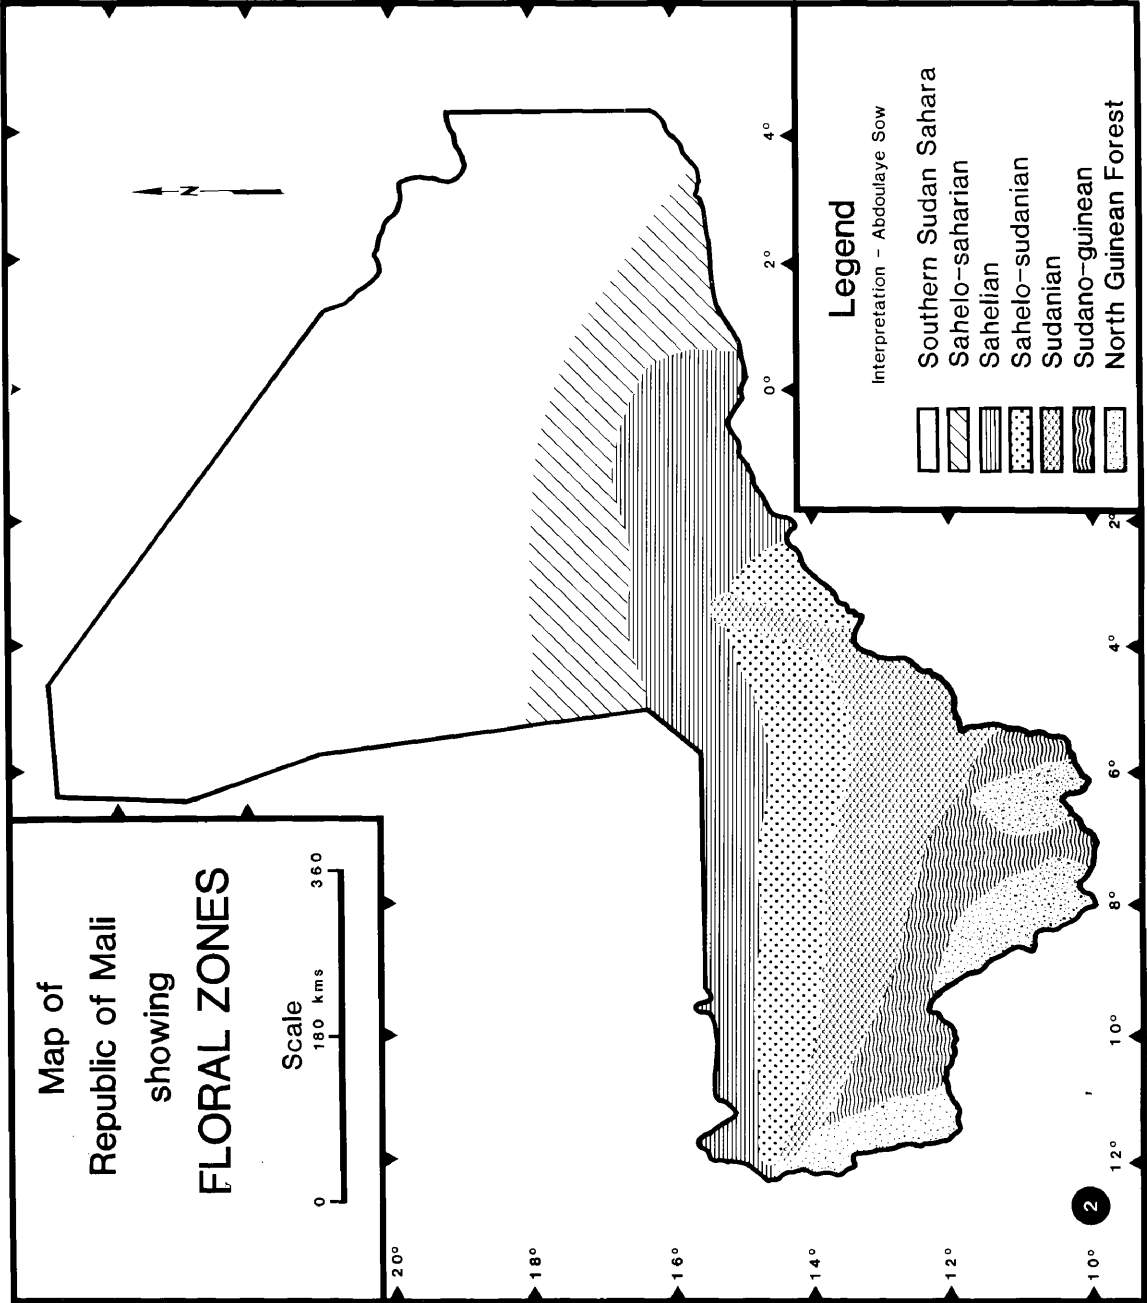 Map of
Republic of Mali
showing
FLORAL ZONES
Scale
0 180 kms 360
N
Legend
Interpretation - Abdoulaye Sow
Southern Sudan Sahara
Sahelo-saharian
Sahelian
Sahelo-sudanian
Sudanian
Sudano-guinean
North Guinean Forest
20°
18°
16°
14°
12°
10°
12° 10° 8° 6° 4° 2° 0° 2° 4°
2